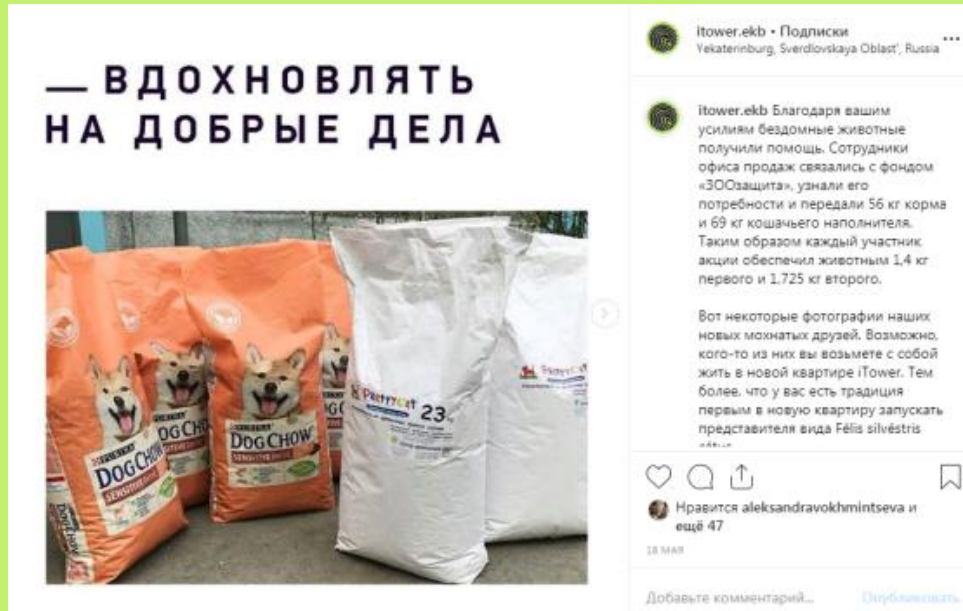 — ВДОХНОВЛЯТЬ
НА ДОБРЫЕ ДЕЛА
PURINA
DOG CHOW
SENSITIVE
PURINA
DOG CHOW
SENSITIVE
PRETTYCAT
23
itower.ekb • Подписки
Yekaterinburg, Sverdlovskaya Oblast', Russia
itower.ekb Благодаря вашим
усилиям бездомные животные
получили помощь. Сотрудники
офиса продаж связались с фондом
«ЗООзащита», узнали его
потребности и передали 56 кг корма
и 69 кг кошачьего наполнителя.
Таким образом каждый участник
акции обеспечил животным 1,4 кг
первого и 1,725 кг второго.
Вот некоторые фотографии наших
новых мохнатых друзей. Возможно,
кого-то из них вы возьмете с собой
жить в новой квартире iTower. Тем
более, что у вас есть традиция
первым в новую квартиру запускать
представителя вида Félis silvéstris
Нравится aleksandravokhmintseva и
ещё 47
18 МАЯ
Добавьте комментарий...
Опубликовать